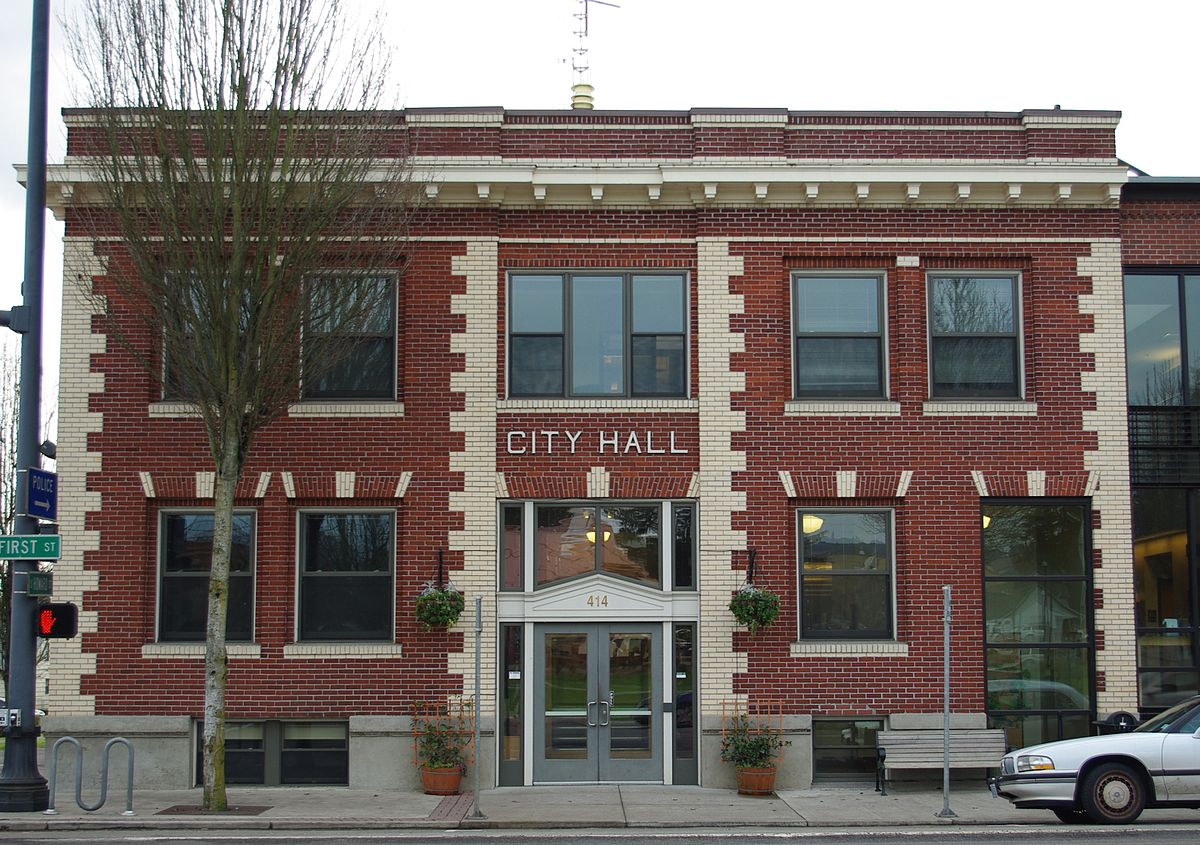 CITY HALL
414
POLICE
FIRST ST